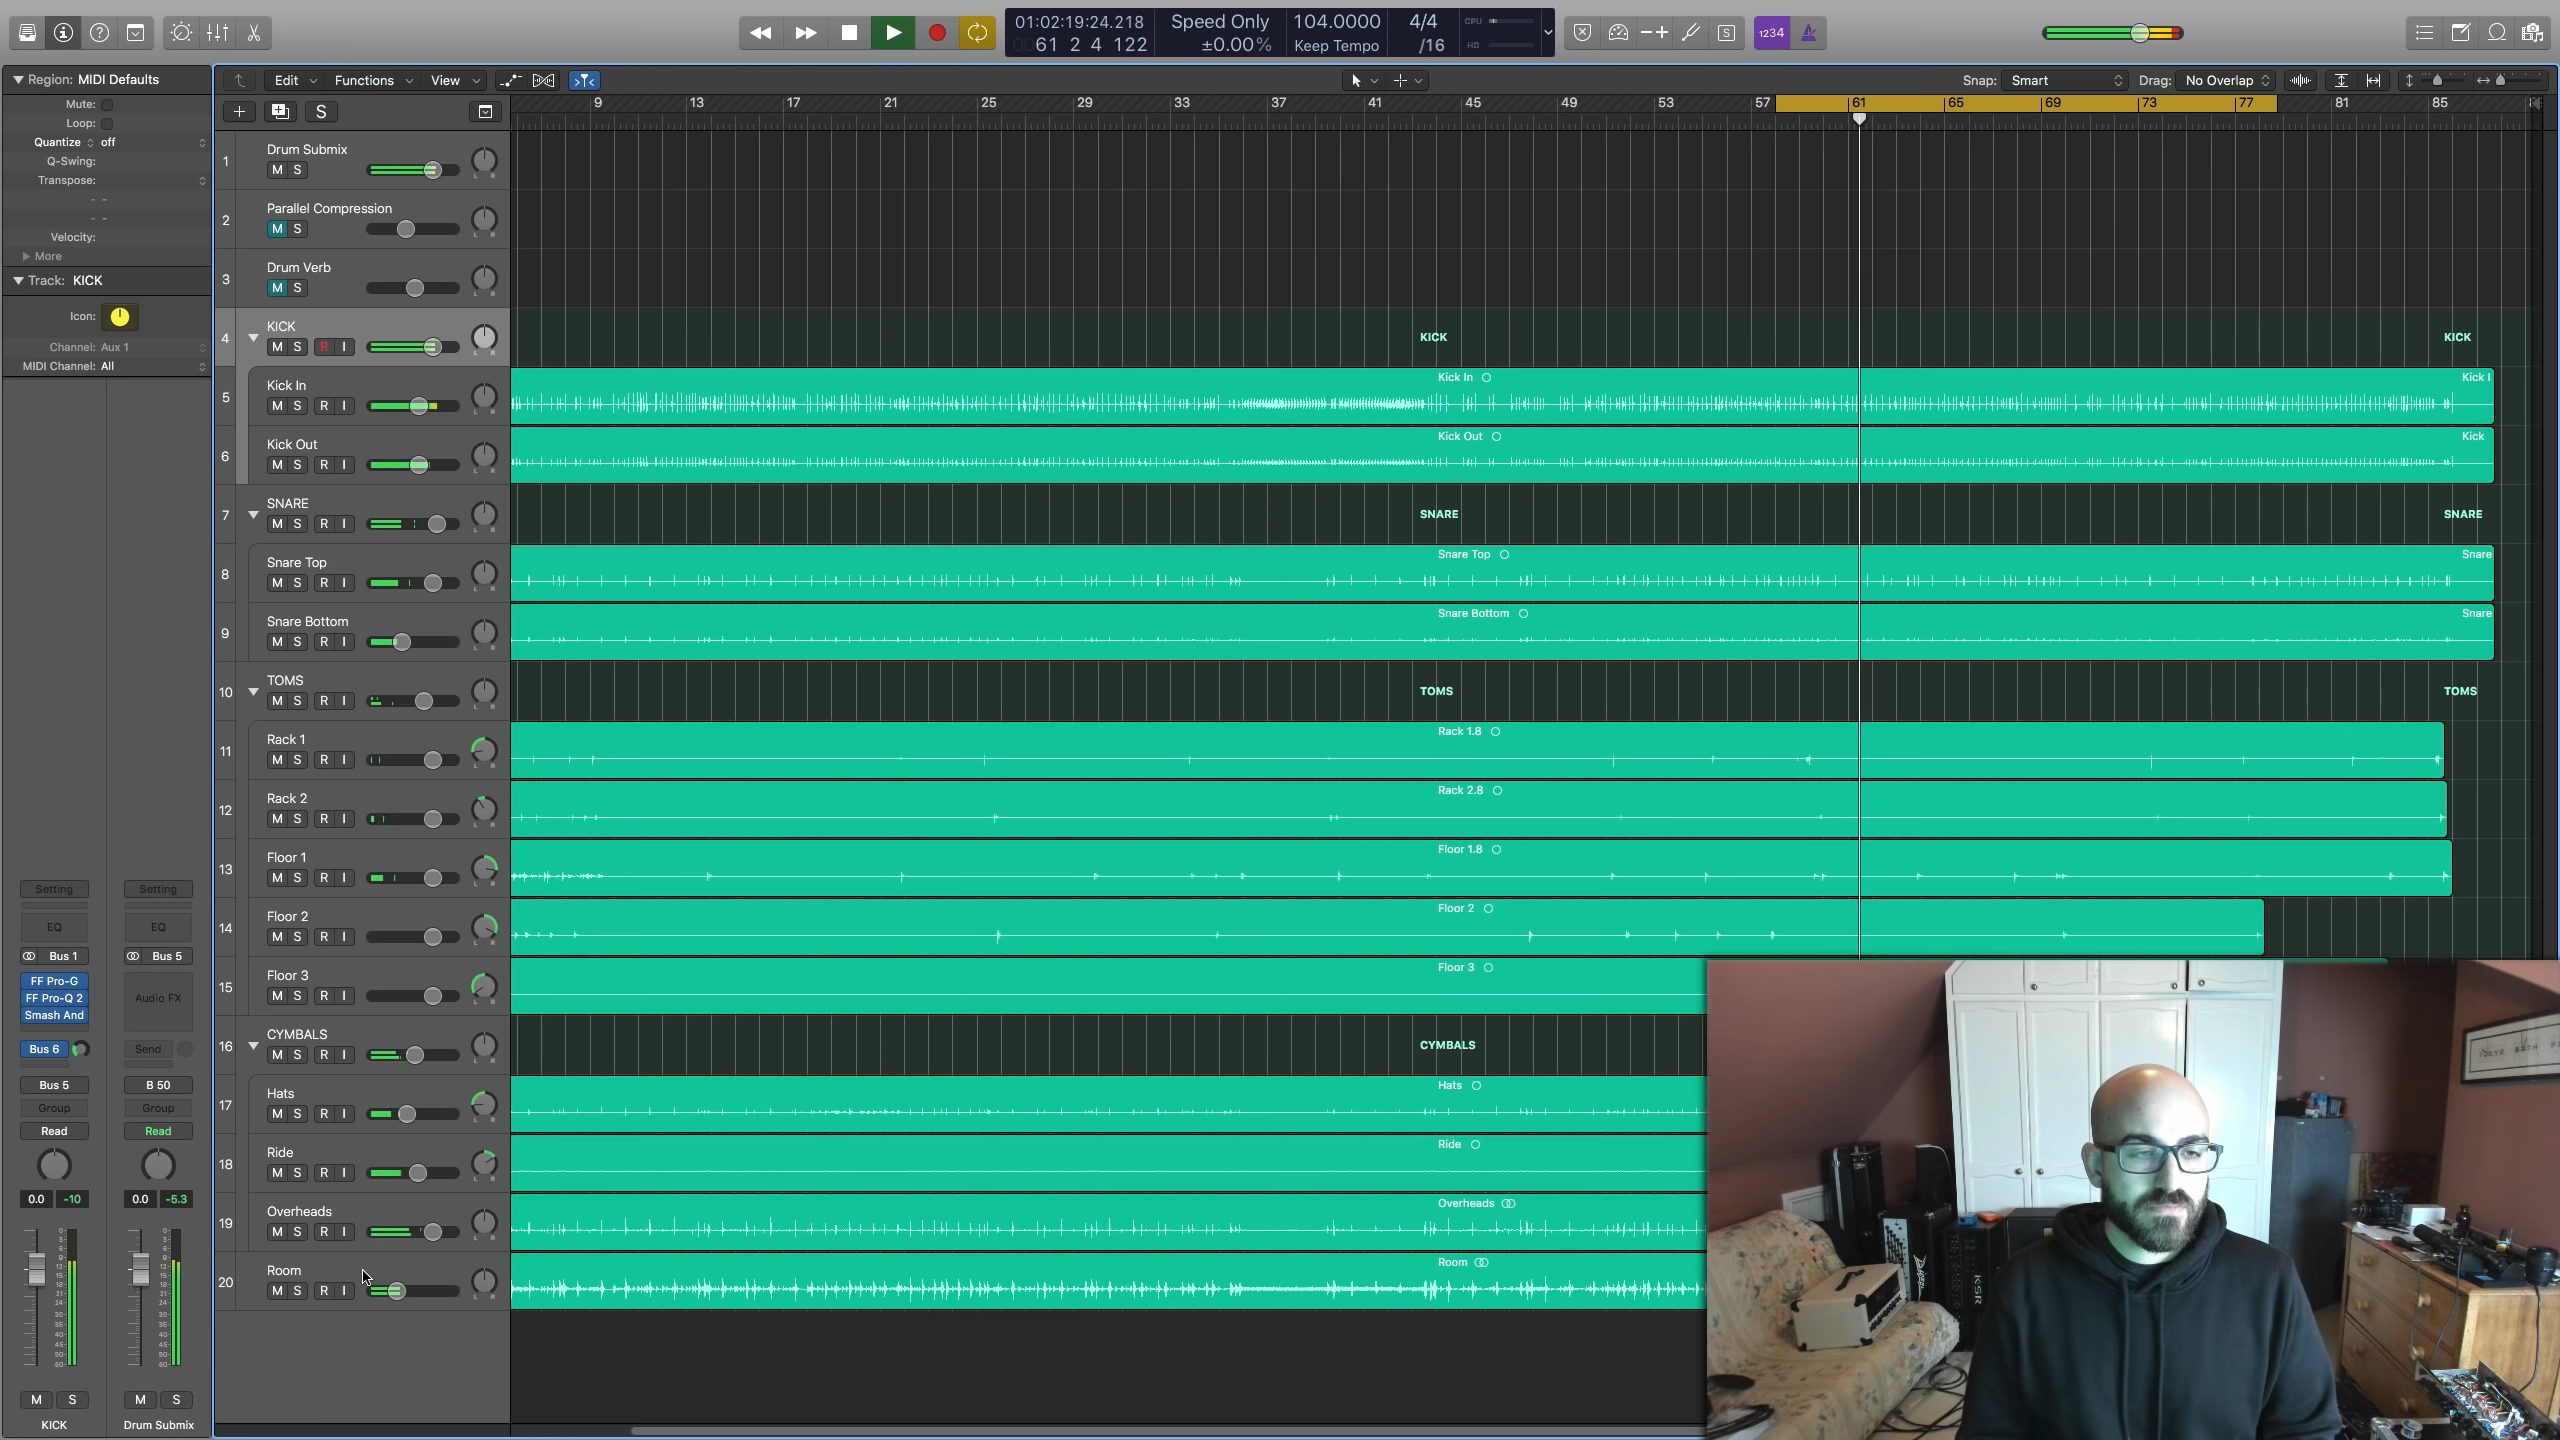 01:02:19:24.218
Speed Only
104.0000
4/4
CPU
61 2 4 122
±0.00%
Keep Tempo
/16
HD
S
1234
Region: MIDI Defaults
Edit
Functions
View
Snap: Smart
Drag: No Overlap
Mute:
Loop:
Quantize
off
Q-Swing:
Transpose:
Velocity:
More
Track: KICK
Icon:
Channel: Aux 1
MIDI Channel: All
S
9 13 17 21 25 29 33 37 41 45 49 53 57 61 65 69 73 77 81 85
1
Drum Submix
M S
2
Parallel Compression
M S
3
Drum Verb
M S
4
KICK
M S R I
KICK
KICK
5
Kick In
M S R I
Kick In
Kick I
6
Kick Out
M S R I
Kick Out
Kick
7
SNARE
M S R I
SNARE
SNARE
8
Snare Top
M S R I
Snare Top
Snare
9
Snare Bottom
M S R I
Snare Bottom
Snare
10
TOMS
M S R I
TOMS
TOMS
11
Rack 1
M S R I
Rack 1.8
12
Rack 2
M S R I
Rack 2.8
13
Floor 1
M S R I
Floor 1.8
14
Floor 2
M S R I
Floor 2
15
Floor 3
M S R I
Floor 3
16
CYMBALS
M S R I
CYMBALS
17
Hats
M S R I
Hats
18
Ride
M S R I
Ride
19
Overheads
M S R I
Overheads
20
Room
M S R I
Room
Setting
Setting
EQ
EQ
Bus 1
Bus 5
FF Pro-G
FF Pro-Q 2
Audio FX
Smash And
Bus 6
Send
Bus 5
B 50
Group
Group
Read
Read
0.0 -10
0.0 -5.3
M S
M S
KICK
Drum Submix